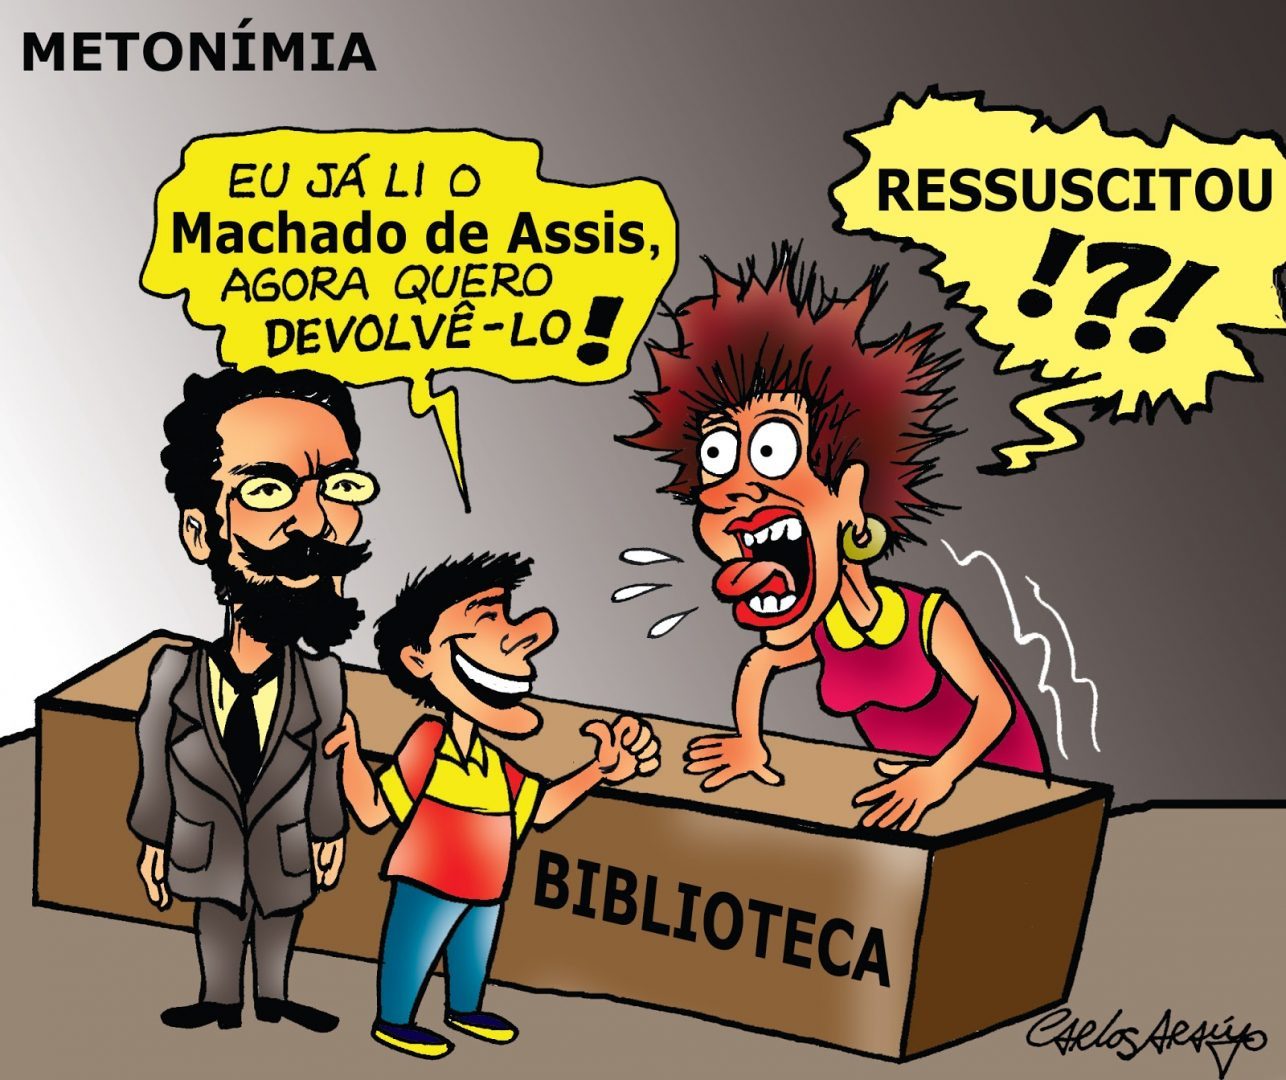 METONÍMIA
EU JÁ LI O
Machado de Assis,
AGORA QUERO
DEVOLVÊ-LO!
RESSUSCITOU
!?!
BIBLIOTECA
CARLOS ARAÚJO